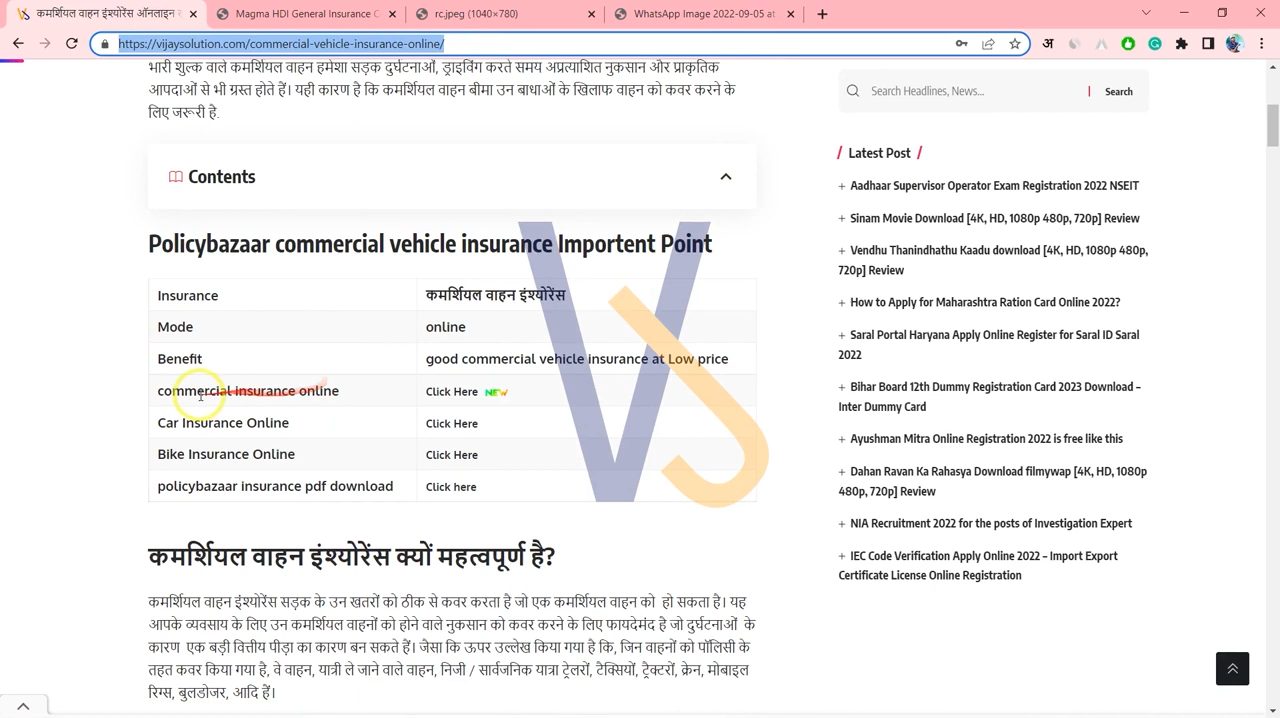 कमर्शियल वाहन इंश्योरेंस ऑनलाइन
Magma HDI General Insurance C
rc.jpeg (1040×780)
WhatsApp Image 2022-09-05 at
https://vijaysolution.com/commercial-vehicle-insurance-online/
भारी शुल्क वाले कमर्शियल वाहन हमेशा सड़क दुर्घटनाओं, ड्राइविंग करते समय अप्रत्याशित नुकसान और प्राकृतिक
आपदाओं से भी ग्रस्त होते हैं। यही कारण है कि कमर्शियल वाहन बीमा उन बाधाओं के खिलाफ वाहन को कवर करने के
लिए जरूरी है.
Contents
Policybazaar commercial vehicle insurance Importent Point
Insurance कमर्शियल वाहन इंश्योरेंस
Mode online
Benefit good commercial vehicle insurance at Low price
commercial insurance online Click Here NEW
Car Insurance Online Click Here
Bike Insurance Online Click Here
policybazaar insurance pdf download Click here
कमर्शियल वाहन इंश्योरेंस क्यों महत्वपूर्ण है?
कमर्शियल वाहन इंश्योरेंस सड़क के उन खतरों को ठीक से कवर करता है जो एक कमर्शियल वाहन को हो सकता है। यह
आपके व्यवसाय के लिए उन कमर्शियल वाहनों को होने वाले नुकसान को कवर करने के लिए फायदेमंद है जो दुर्घटनाओं के
कारण एक बड़ी वित्तीय पीड़ा का कारण बन सकते हैं। जैसा कि ऊपर उल्लेख किया गया है कि, जिन वाहनों को पॉलिसी के
तहत कवर किया गया है, वे वाहन, यात्री ले जाने वाले वाहन, निजी / सार्वजनिक यात्रा ट्रेलरों, टैक्सियों, ट्रैक्टरों, क्रेन, मोबाइल
रिग्स, बुलडोजर, आदि हैं।
Search Headlines, News...
Search
Latest Post
Aadhaar Supervisor Operator Exam Registration 2022 NSEIT
Sinam Movie Download [4K, HD, 1080p 480p, 720p] Review
Vendhu Thanindhathu Kaadu download [4K, HD, 1080p 480p,
720p] Review
How to Apply for Maharashtra Ration Card Online 2022?
Saral Portal Haryana Apply Online Register for Saral ID Saral
2022
Bihar Board 12th Dummy Registration Card 2023 Download –
Inter Dummy Card
Ayushman Mitra Online Registration 2022 is free like this
Dahan Ravan Ka Rahasya Download filmywap [4K, HD, 1080p
480p, 720p] Review
NIA Recruitment 2022 for the posts of Investigation Expert
IEC Code Verification Apply Online 2022 – Import Export
Certificate License Online Registration
VS